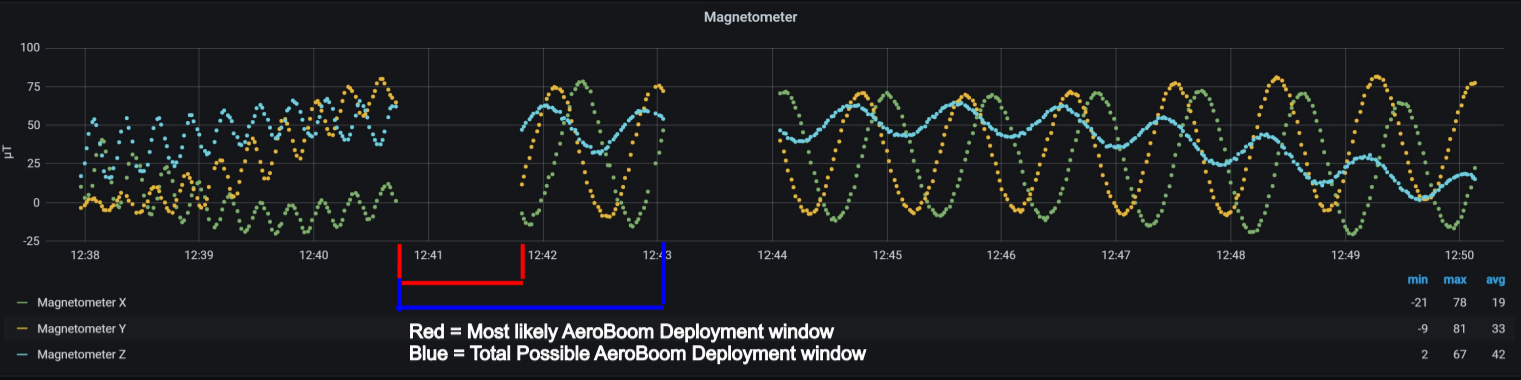 Magnetometer
100
75
50
25
0
-25
µT
12:38 12:39 12:40 12:41 12:42 12:43 12:44 12:45 12:46 12:47 12:48 12:49 12:50
min max avg
Magnetometer X -21 78 19
Magnetometer Y -9 81 33
Magnetometer Z 2 67 42
Red = Most likely AeroBoom Deployment window
Blue = Total Possible AeroBoom Deployment window